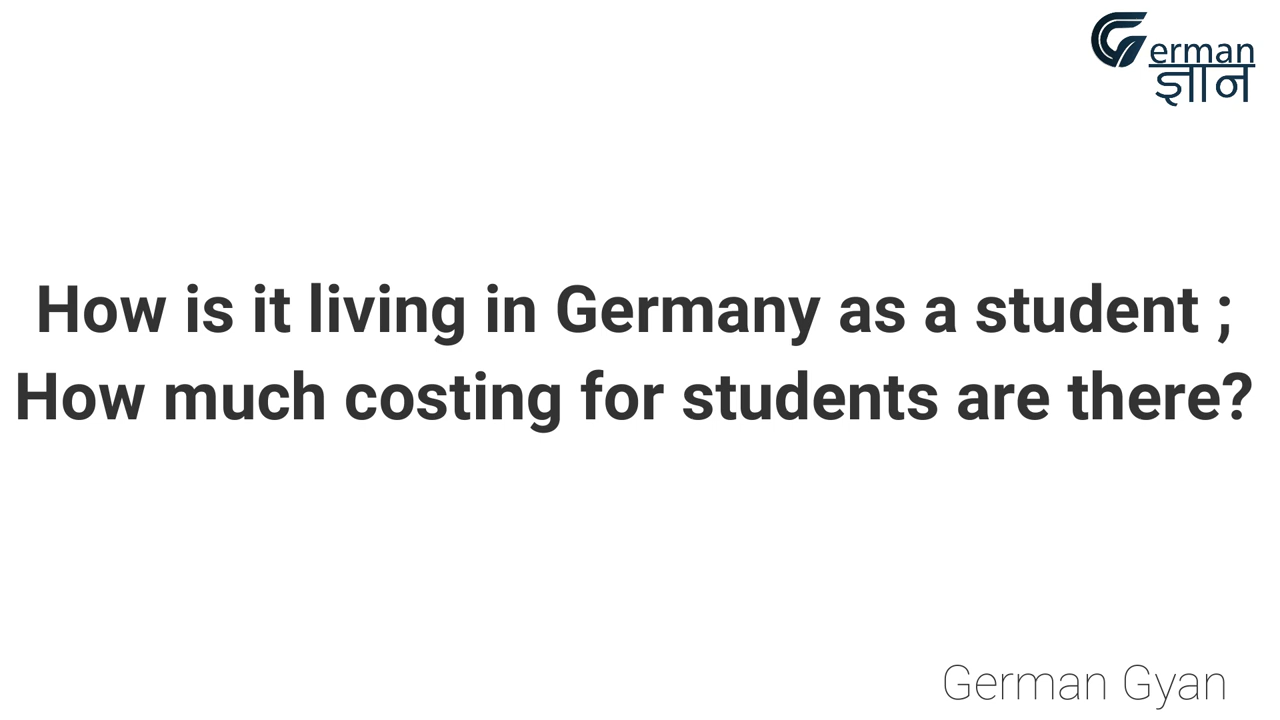 German
ज्ञान
How is it living in Germany as a student ;
How much costing for students are there?
German Gyan